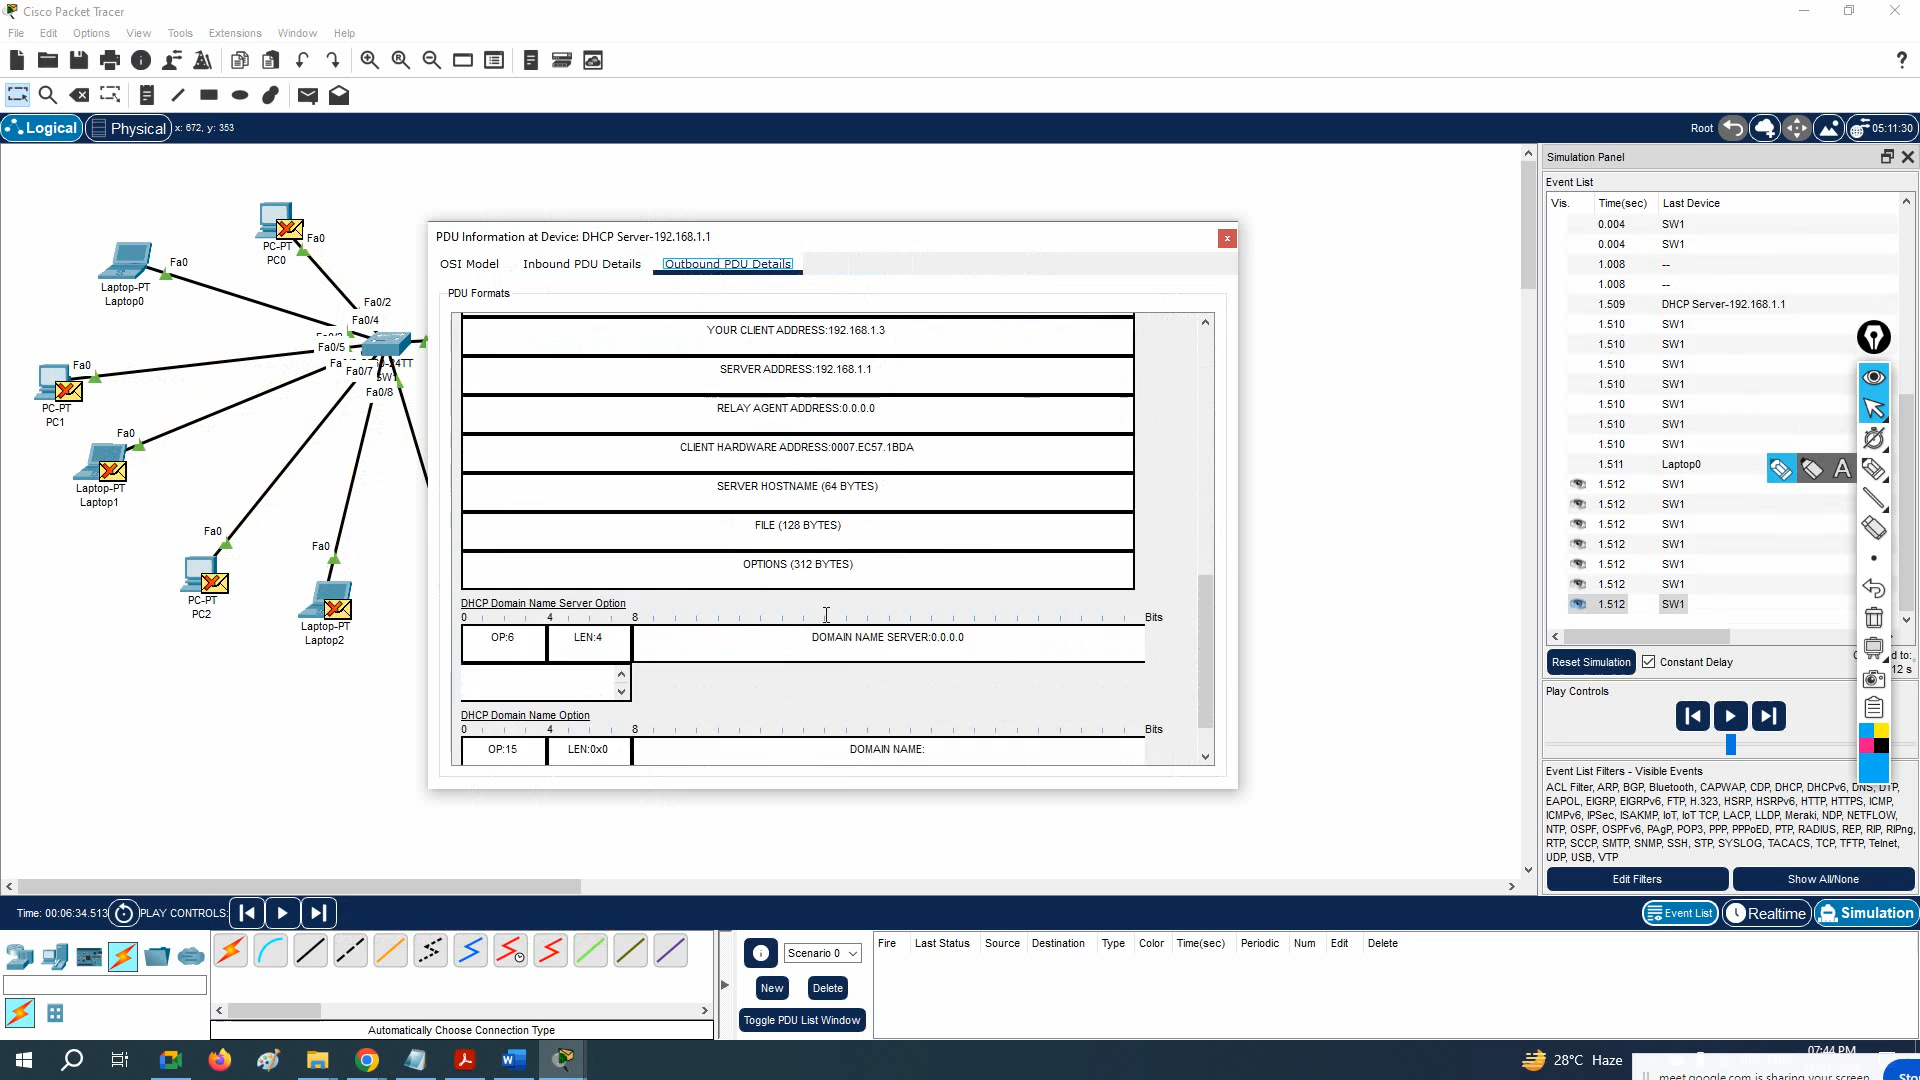 Cisco Packet Tracer
File Edit Options View Tools Extensions Window Help
Logical Physical x: 672, y: 353
Root 05:11:30
PC-PT
PC0
Fa0
Laptop-PT
Laptop0
Fa0
Fa0/2
Fa0/4
Fa0/5
Fa0/7
Fa0/8
SW1
PC-PT
PC1
Fa0
Laptop-PT
Laptop1
Fa0
PC-PT
PC2
Fa0
Laptop-PT
Laptop2
Fa0
PDU Information at Device: DHCP Server-192.168.1.1
OSI Model Inbound PDU Details Outbound PDU Details
PDU Formats
YOUR CLIENT ADDRESS:192.168.1.3
SERVER ADDRESS:192.168.1.1
RELAY AGENT ADDRESS:0.0.0.0
CLIENT HARDWARE ADDRESS:0007.EC57.1BDA
SERVER HOSTNAME (64 BYTES)
FILE (128 BYTES)
OPTIONS (312 BYTES)
DHCP Domain Name Server Option
0 4 8 Bits
OP:6 LEN:4 DOMAIN NAME SERVER:0.0.0.0
DHCP Domain Name Option
0 4 8 Bits
OP:15 LEN:0x0 DOMAIN NAME:
Simulation Panel
Event List
Vis. Time(sec) Last Device
0.004 SW1
0.004 SW1
1.008 --
1.008 --
1.509 DHCP Server-192.168.1.1
1.510 SW1
1.510 SW1
1.510 SW1
1.510 SW1
1.510 SW1
1.510 SW1
1.510 SW1
1.511 Laptop0
1.512 SW1
1.512 SW1
1.512 SW1
1.512 SW1
1.512 SW1
1.512 SW1
1.512 SW1
Reset Simulation Constant Delay
Play Controls
Event List Filters - Visible Events
ACL Filter, ARP, BGP, Bluetooth, CAPWAP, CDP, DHCP, DHCPv6, DNS, DTP,
EAPOL, EIGRP, EIGRPv6, FTP, H.323, HSRP, HSRPv6, HTTP, HTTPS, ICMP,
ICMPv6, IPSec, ISAKMP, IoT, IoT TCP, LACP, LLDP, Meraki, NDP, NETFLOW,
NTP, OSPF, OSPFv6, PAgP, POP3, PPP, PPPoED, PTP, RADIUS, REP, RIP, RIPng,
RTP, SCCP, SMTP, SNMP, SSH, STP, SYSLOG, TACACS, TCP, TFTP, Telnet,
UDP, USB, VTP
Edit Filters Show All/None
Time: 00:06:34.513 PLAY CONTROLS:
Event List Realtime Simulation
Scenario 0
New Delete
Toggle PDU List Window
Fire Last Status Source Destination Type Color Time(sec) Periodic Num Edit Delete
Automatically Choose Connection Type
28°C Haze
07:44 PM
meet.google.com is sharing your screen.